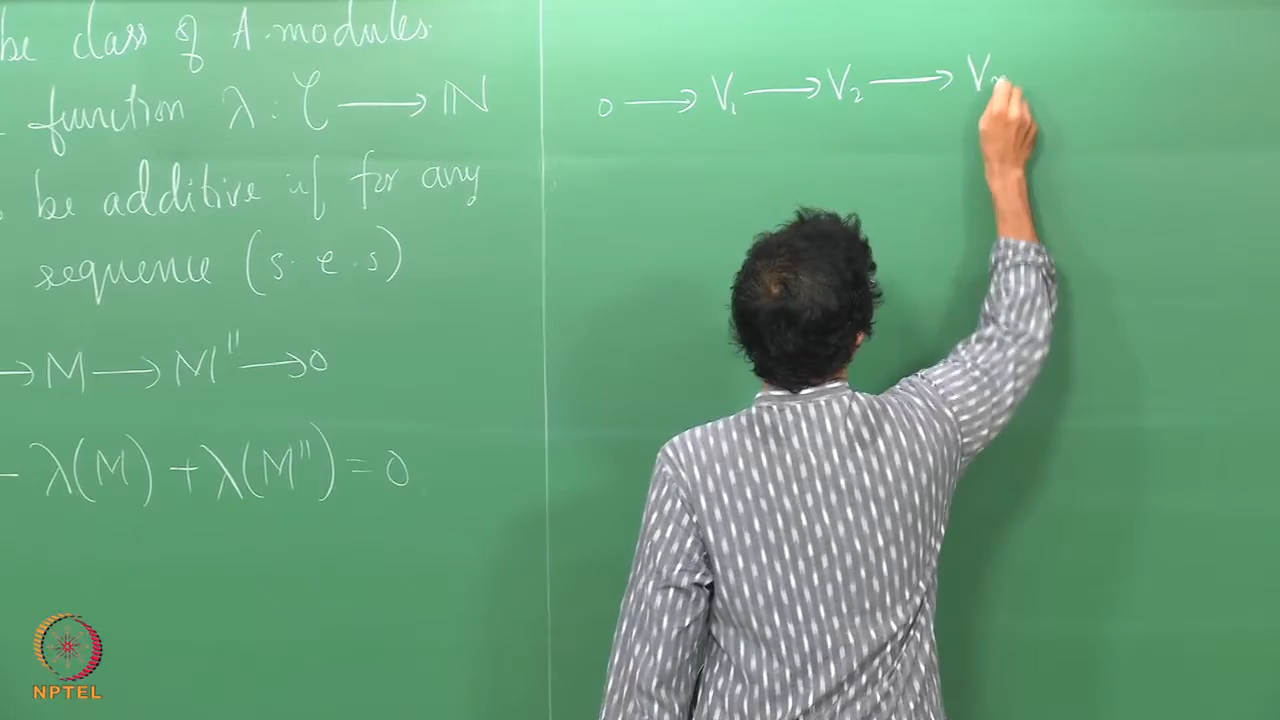 be class of A-modules.
function λ : ζ → ℕ
be additive if for any
sequence (s.e.s)
→ M → M'' → 0
- λ(M) + λ(M'') = 0
0 → V₁ → V₂ → V
NPTEL